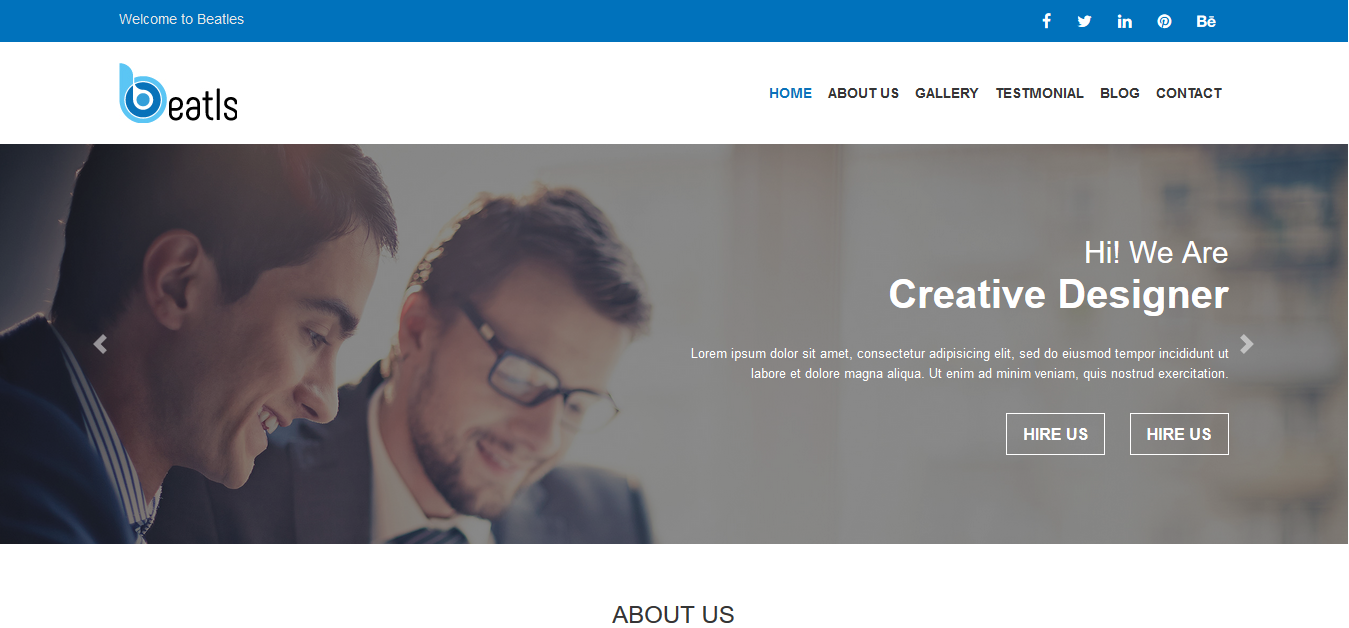 Welcome to Beatles
beatls
HOME ABOUT US GALLERY TESTMONIAL BLOG CONTACT
Hi! We Are
Creative Designer
Lorem ipsum dolor sit amet, consectetur adipisicing elit, sed do eiusmod tempor incididunt ut
labore et dolore magna aliqua. Ut enim ad minim veniam, quis nostrud exercitation.
HIRE US HIRE US
ABOUT US